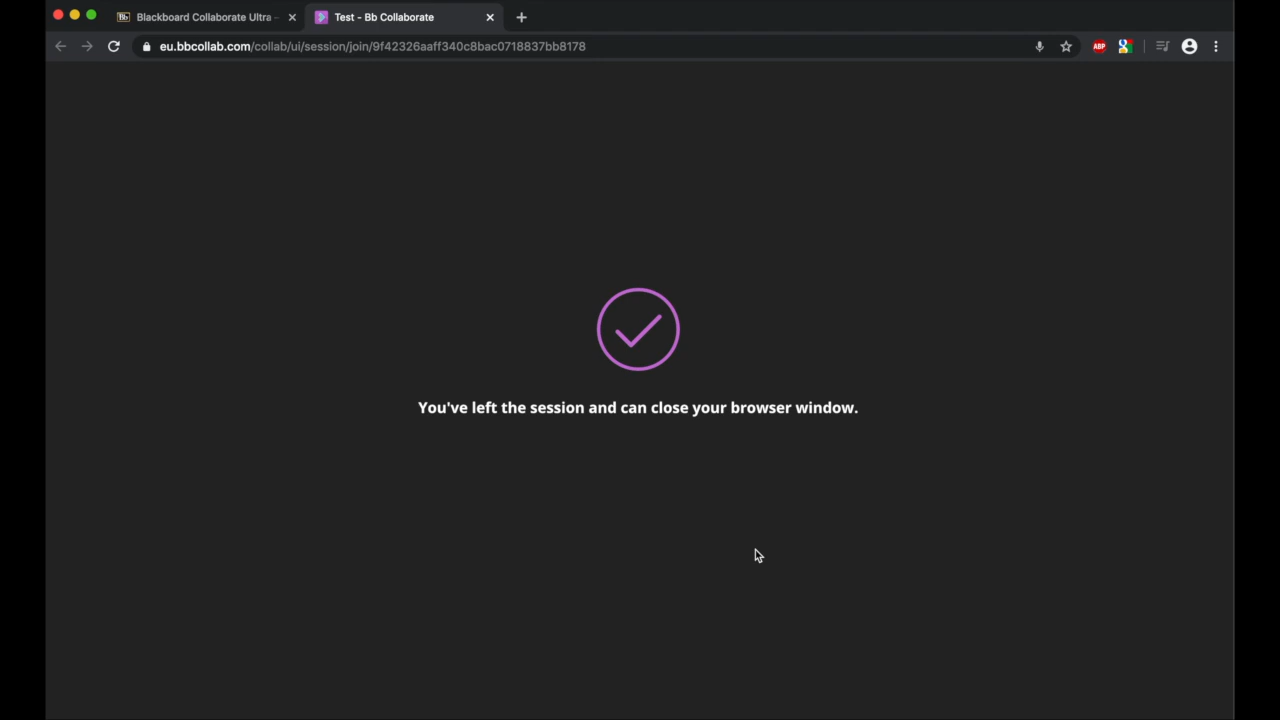 Bb Blackboard Collaborate Ultra –
Test - Bb Collaborate
eu.bbcollab.com/collab/ui/session/join/9f42326aaff340c8bac0718837bb8178
ABP
You've left the session and can close your browser window.